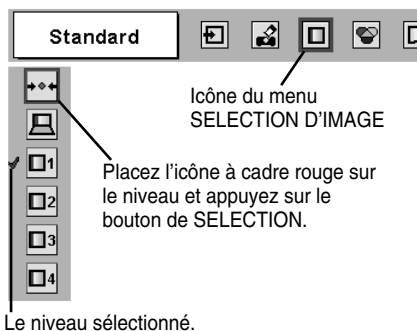 Standard
Icône du menu
SELECTION D'IMAGE
Placez l'icône à cadre rouge sur
le niveau et appuyez sur le
bouton de SELECTION.
1
2
3
4
Le niveau sélectionné.